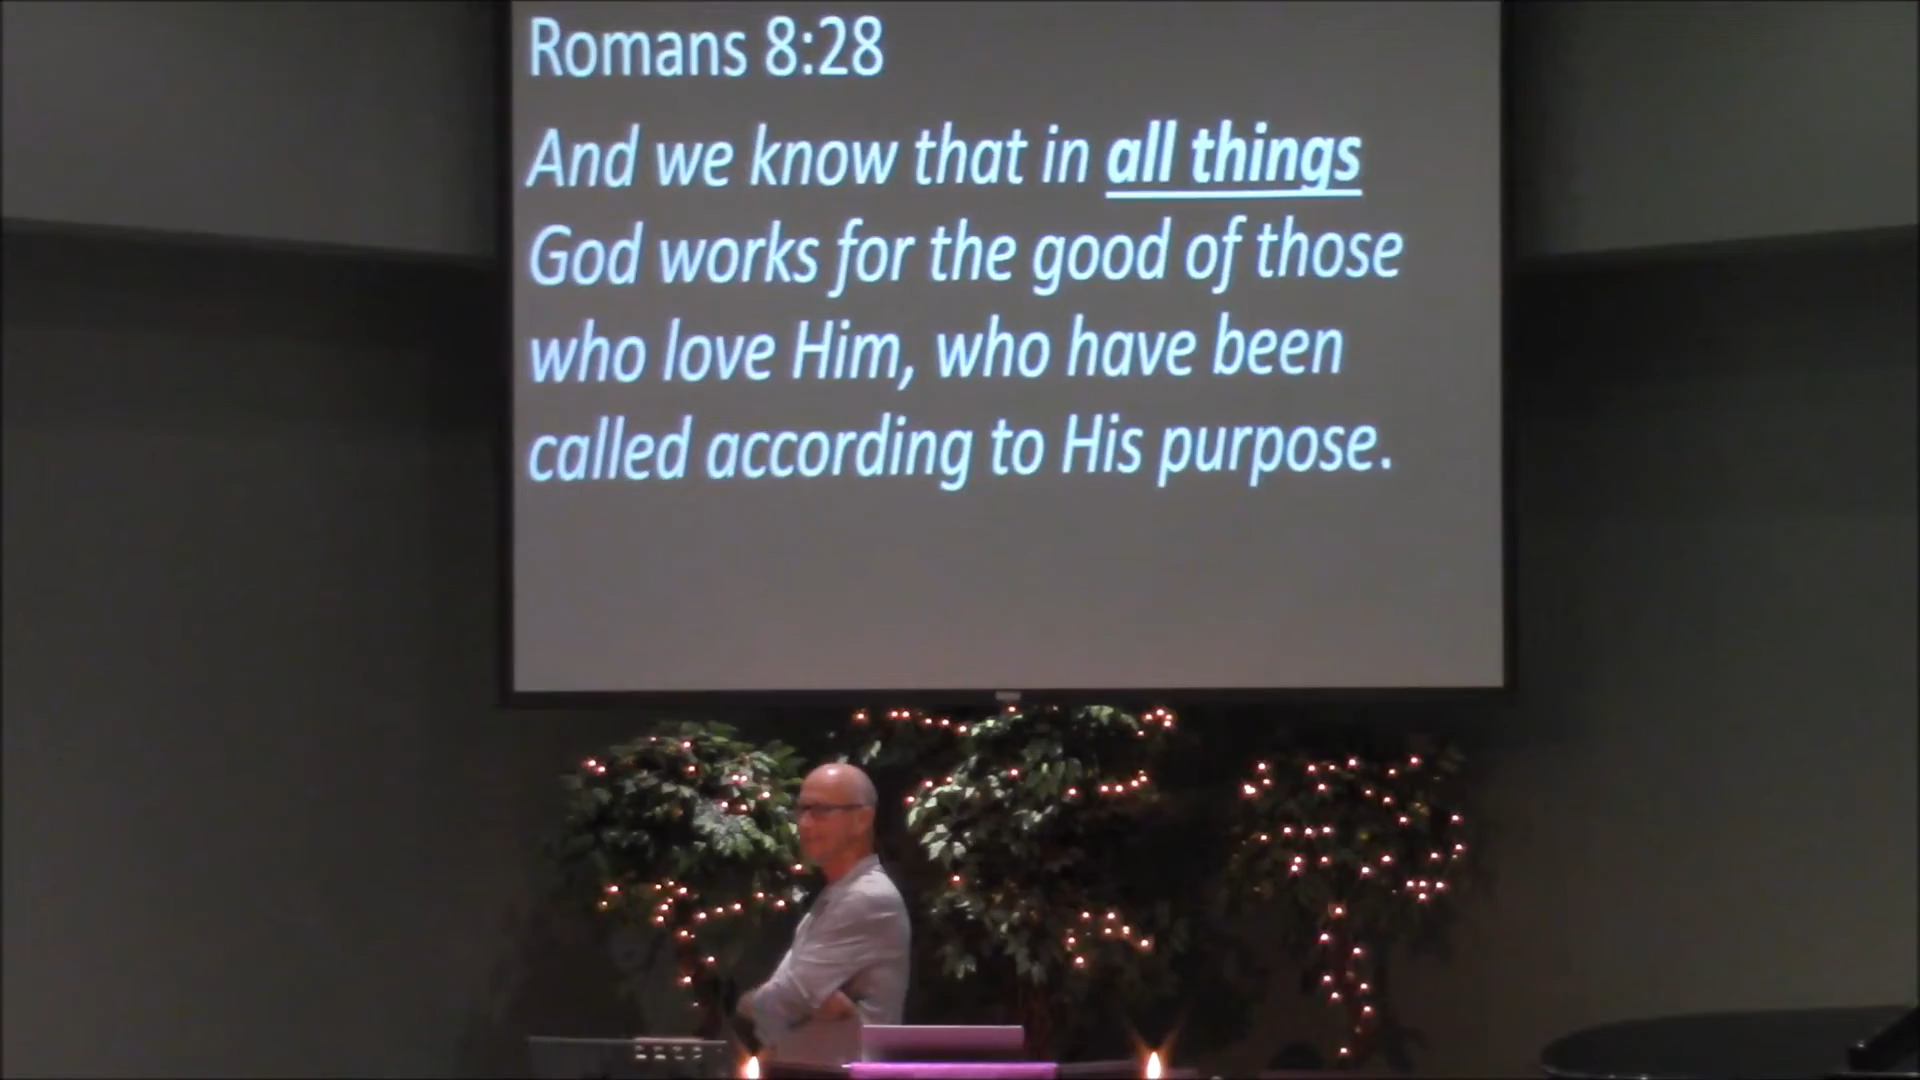 Romans 8:28
And we know that in all things
God works for the good of those
who love Him, who have been
called according to His purpose.